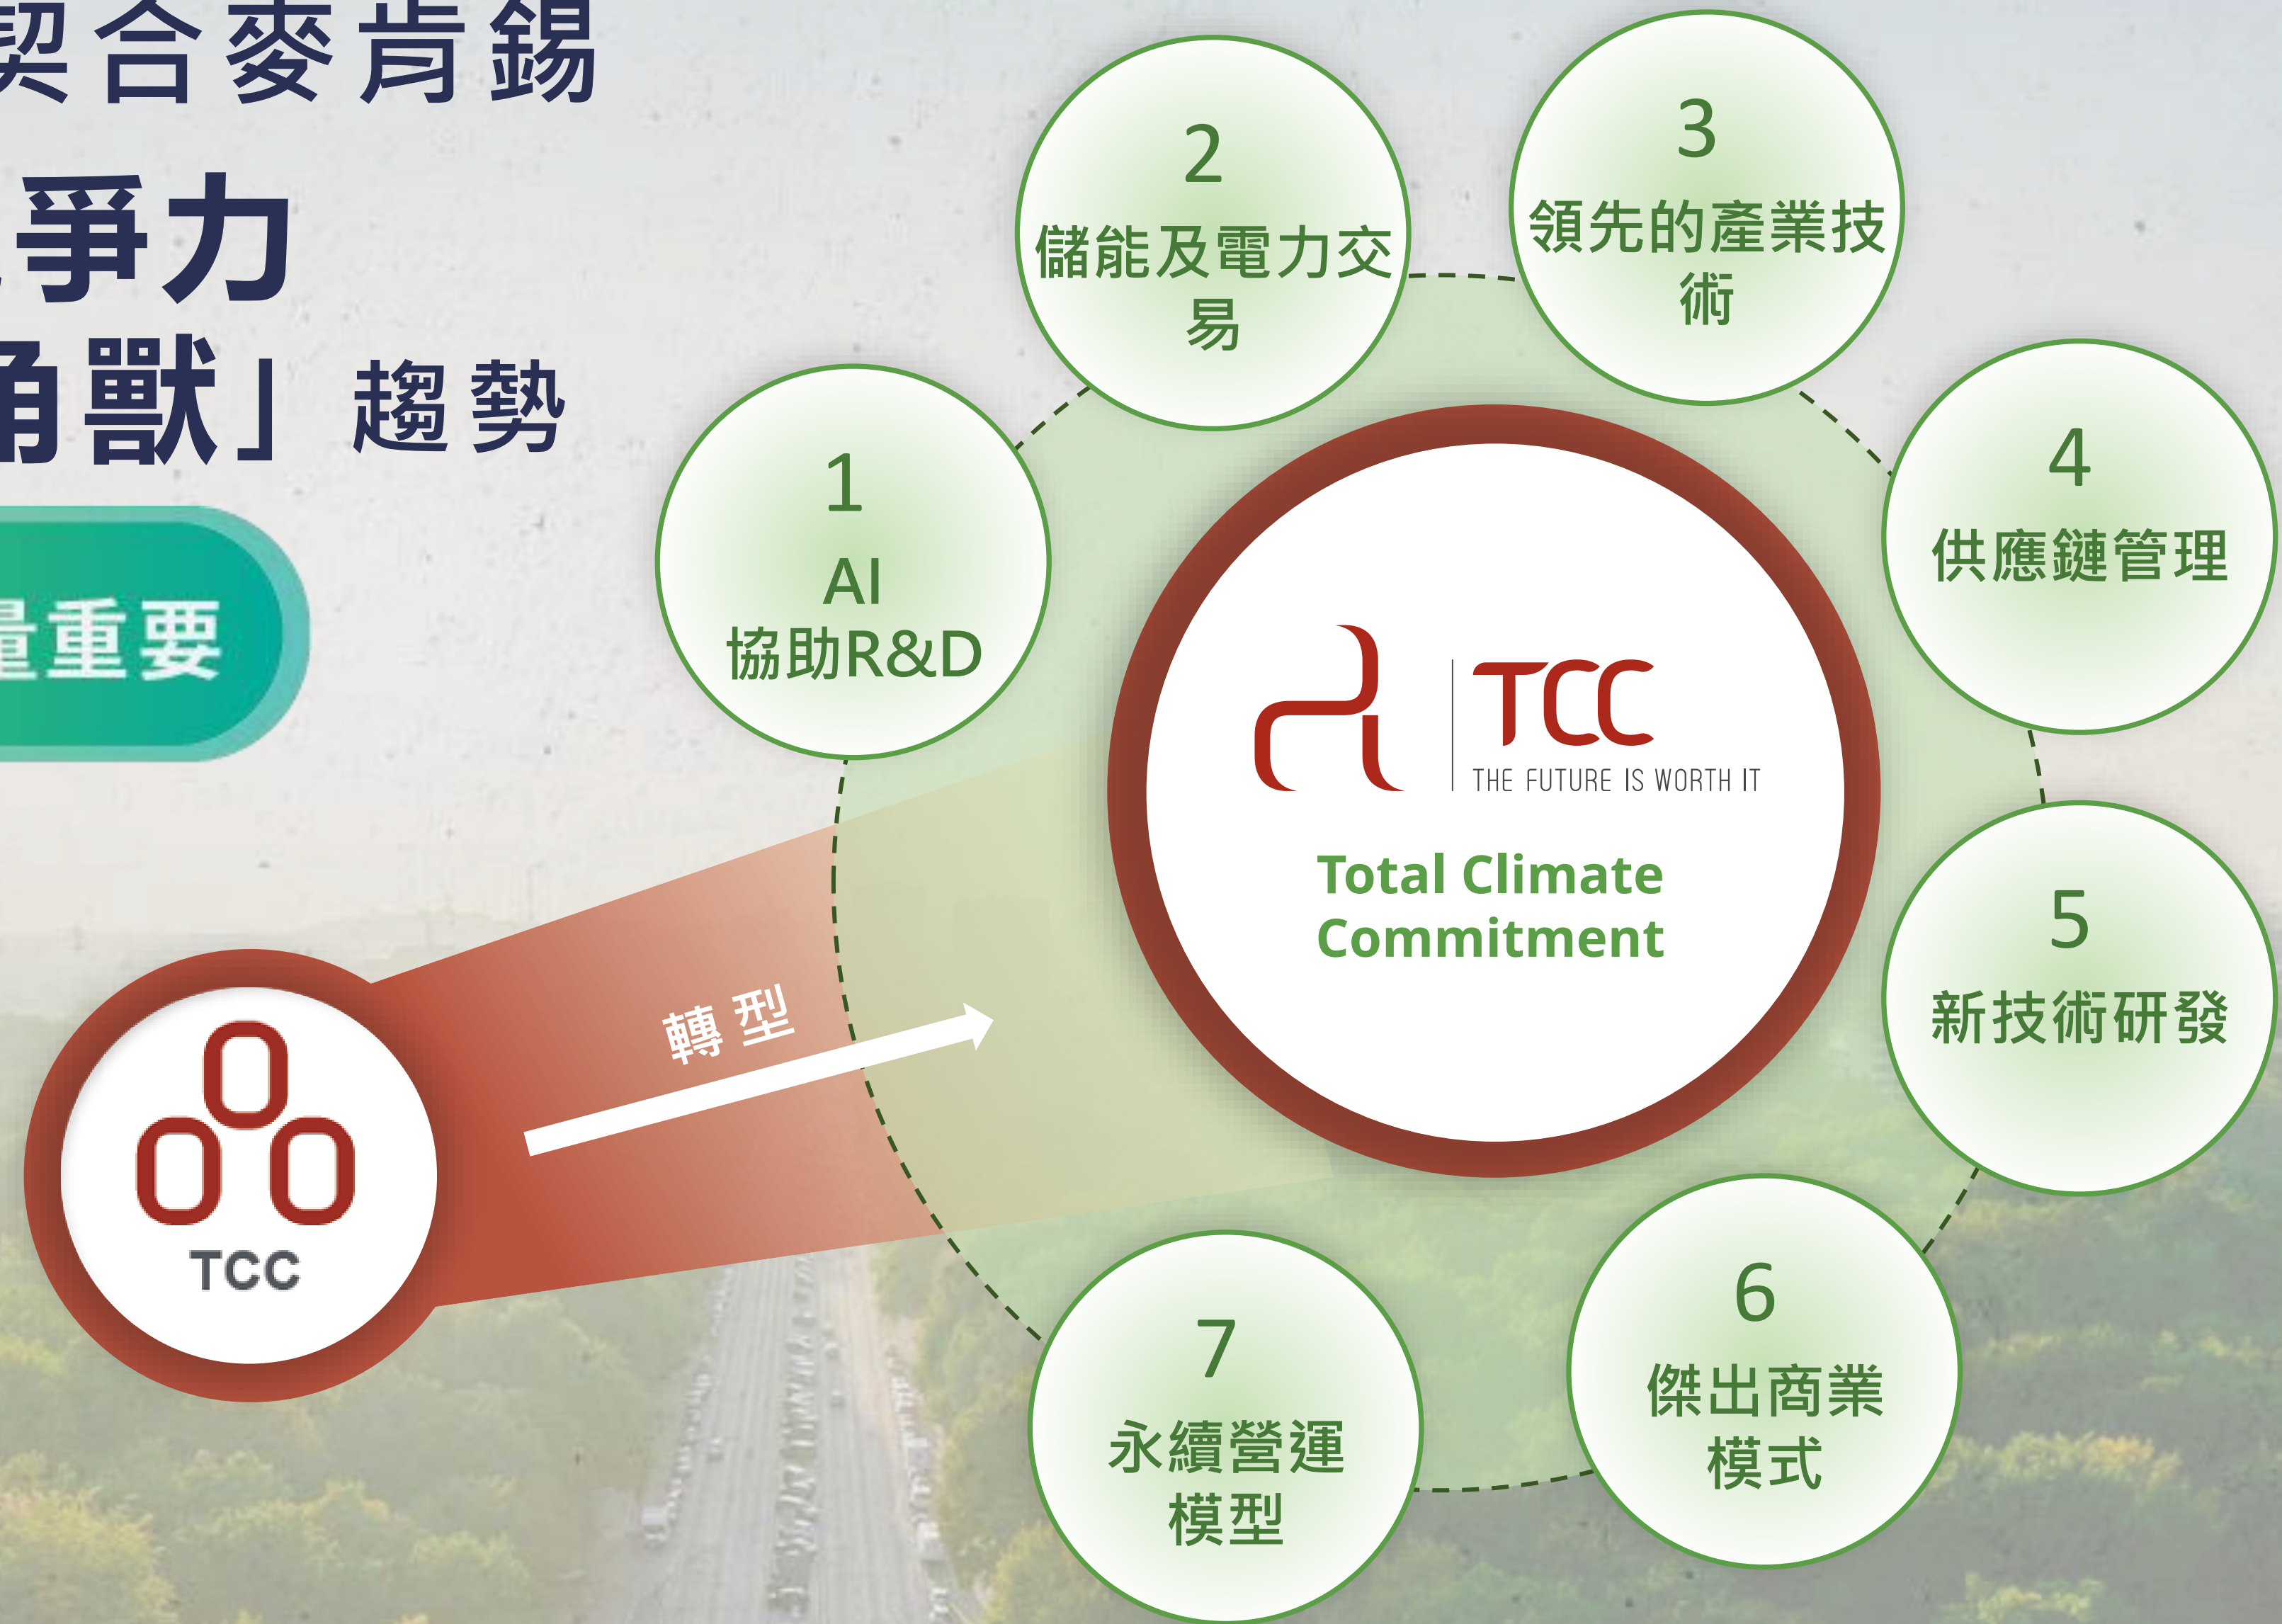 契合麥肯錫
爭力
角獸」趨勢
量重要
1
AI
協助R&D
2
儲能及電力交
易
3
領先的產業技
術
4
供應鏈管理
5
新技術研發
6
傑出商業
模式
7
永續營運
模型
TCC
THE FUTURE IS WORTH IT
Total Climate
Commitment
轉型
TCC